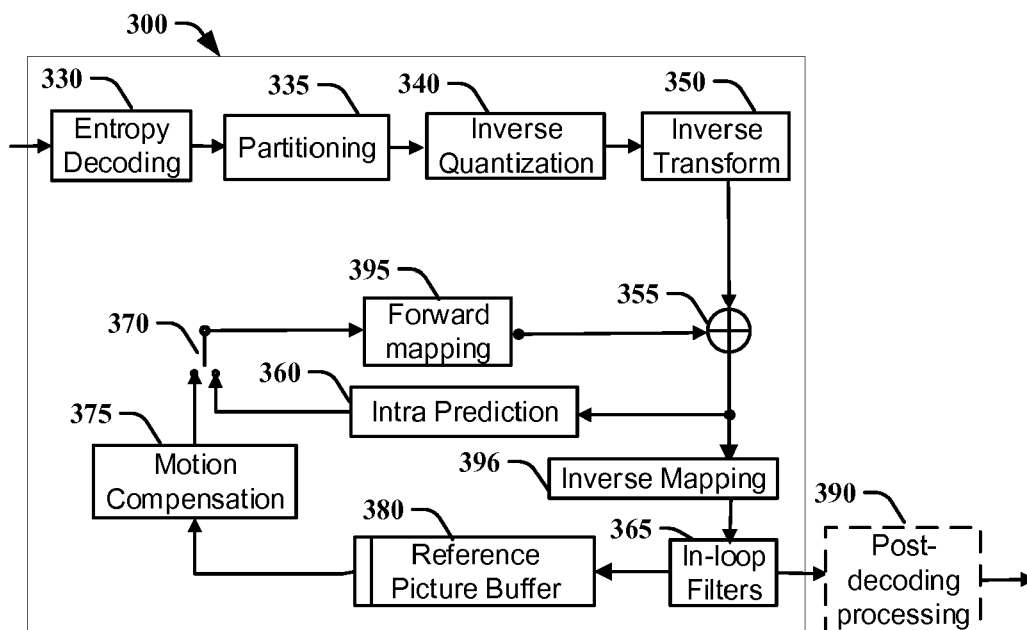 300
330
335
340
350
Entropy
Decoding
Partitioning
Inverse
Quantization
Inverse
Transform
395
355
Forward
mapping
370
360
Intra Prediction
375
Motion
Compensation
396
Inverse Mapping
390
380
365
Reference
Picture Buffer
In-loop
Filters
Post-
decoding
processing